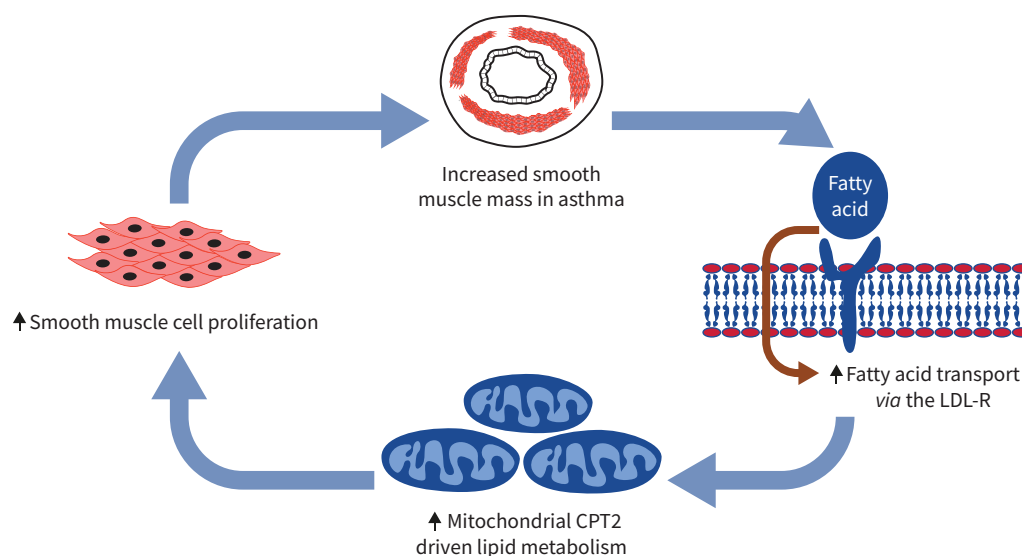 Increased smooth
muscle mass in asthma
Fatty
acid
↑ Fatty acid transport
via the LDL-R
↑ Mitochondrial CPT2
driven lipid metabolism
↑ Smooth muscle cell proliferation